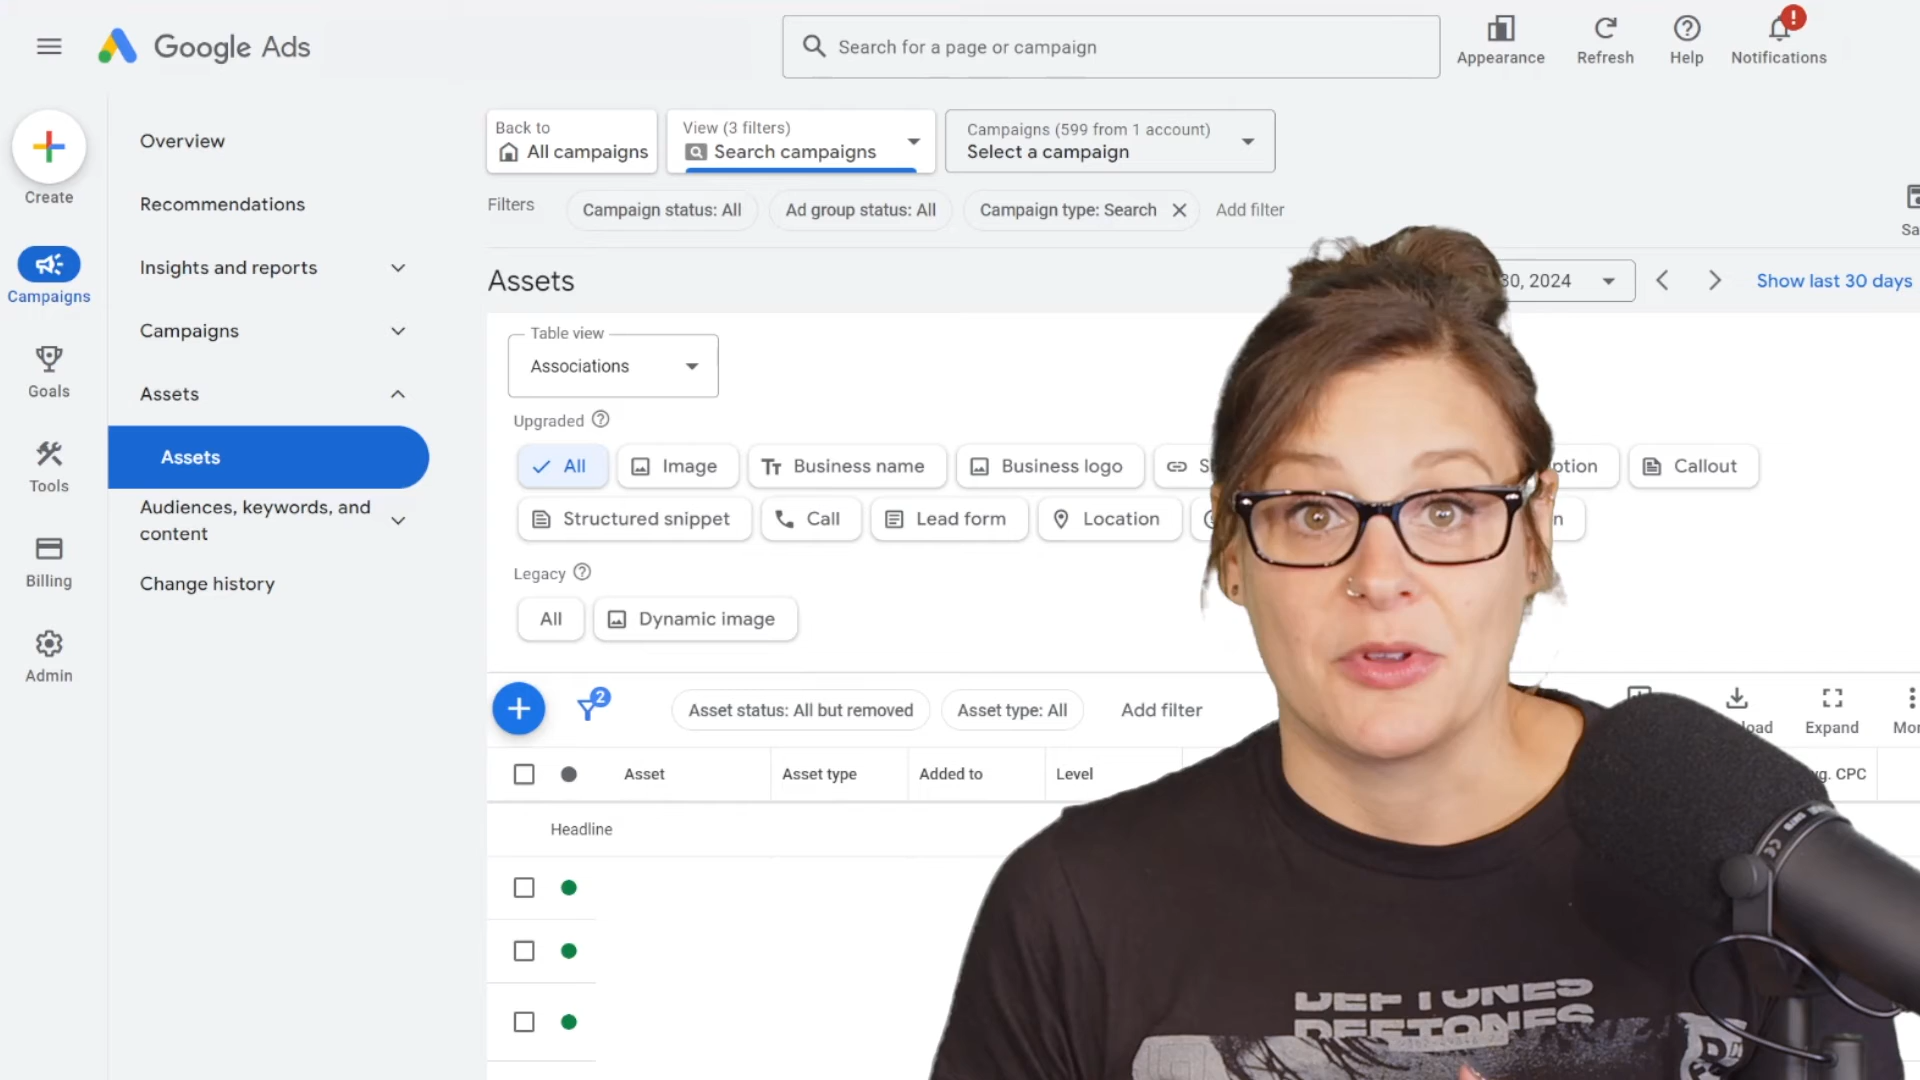 Google Ads
Search for a page or campaign
Appearance
Refresh
Help
Notifications
Create
Campaigns
Goals
Tools
Billing
Admin
Overview
Recommendations
Insights and reports
Campaigns
Assets
Assets
Audiences, keywords, and
content
Change history
Back to
All campaigns
View (3 filters)
Search campaigns
Campaigns (599 from 1 account)
Select a campaign
Filters
Campaign status: All
Ad group status: All
Campaign type: Search
Add filter
Assets
30, 2024
Show last 30 days
Table view
Associations
Upgraded
All
Image
Business name
Business logo
Callout
Structured snippet
Call
Lead form
Location
Legacy
All
Dynamic image
2
Asset status: All but removed
Asset type: All
Add filter
Expand
Asset
Asset type
Added to
Level
CPC
Headline
DEFTONES
DEFTONES